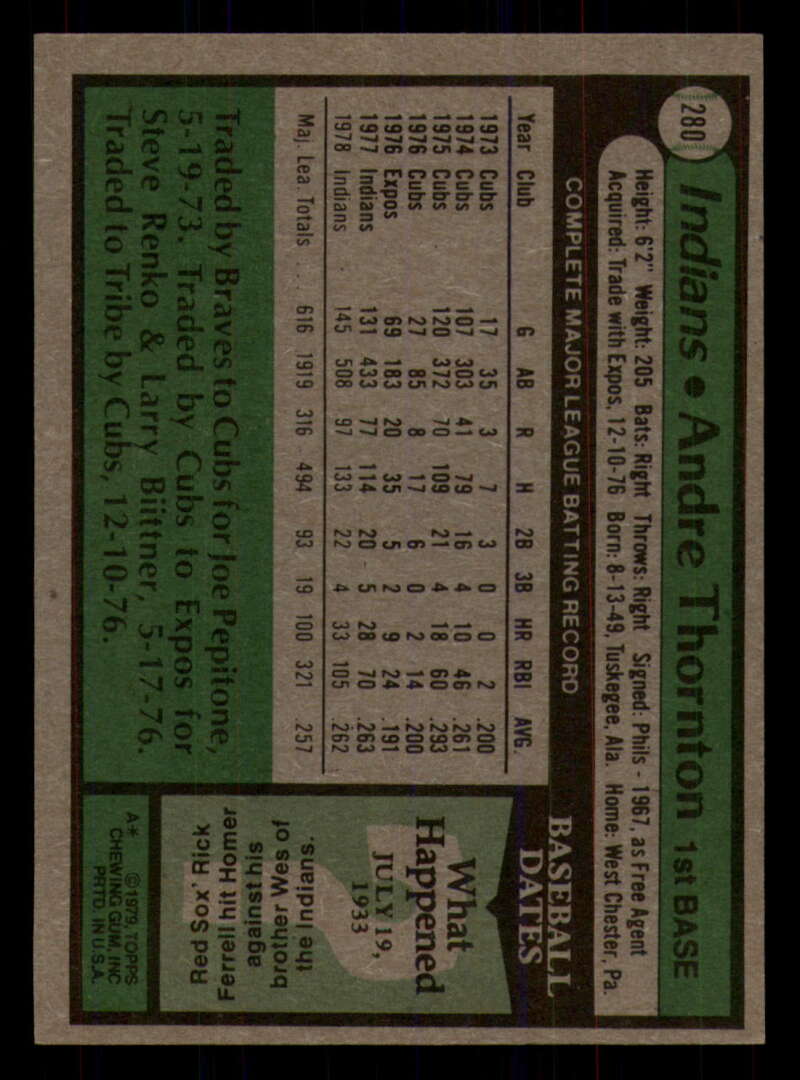 280
Indians • Andre Thornton 1st BASE
Height: 6'2" Weight: 205 Bats: Right Throws: Right Signed: Phils - 1967, as Free Agent
Acquired: Trade with Expos, 12-10-76 Born: 8-13-49, Tuskegee, Ala. Home: West Chester, Pa.
COMPLETE MAJOR LEAGUE BATTING RECORD
Year Club G AB R H 2B 3B HR RBI AVG.
1973 Cubs 17 35 3 7 3 0 0 2 .200
1974 Cubs 107 303 41 79 16 4 10 46 .261
1975 Cubs 120 372 70 109 21 4 18 60 .293
1976 Cubs 27 85 8 17 6 0 2 14 .200
1976 Expos 69 183 20 35 5 2 9 24 .191
1977 Indians 131 433 77 114 20 5 28 70 .263
1978 Indians 145 508 97 133 22 4 33 105 .262
Maj. Lea. Totals . . . 616 1919 316 494 93 19 100 321 .257
Traded by Braves to Cubs for Joe Pepitone,
5-19-73. Traded by Cubs to Expos for
Steve Renko & Larry Biittner, 5-17-76.
Traded to Tribe by Cubs, 12-10-76.
BASEBALL
DATES
What
Happened
JULY 19,
1933
Red Sox' Rick
Ferrell hit Homer
against his
brother Wes of
the Indians.
A* ©1979, TOPPS
CHEWING GUM, INC
PRTD. IN U.S.A.